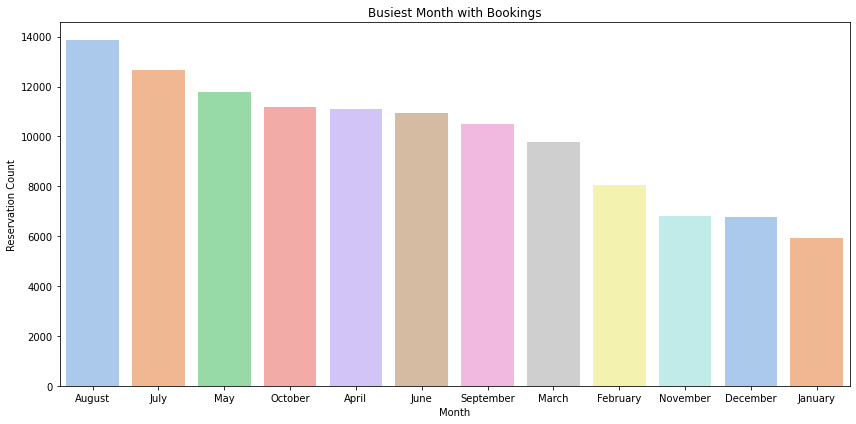 Busiest Month with Bookings
14000
12000
10000
8000
6000
4000
2000
0
Reservation Count
August July May October April June September March February November December January
Month